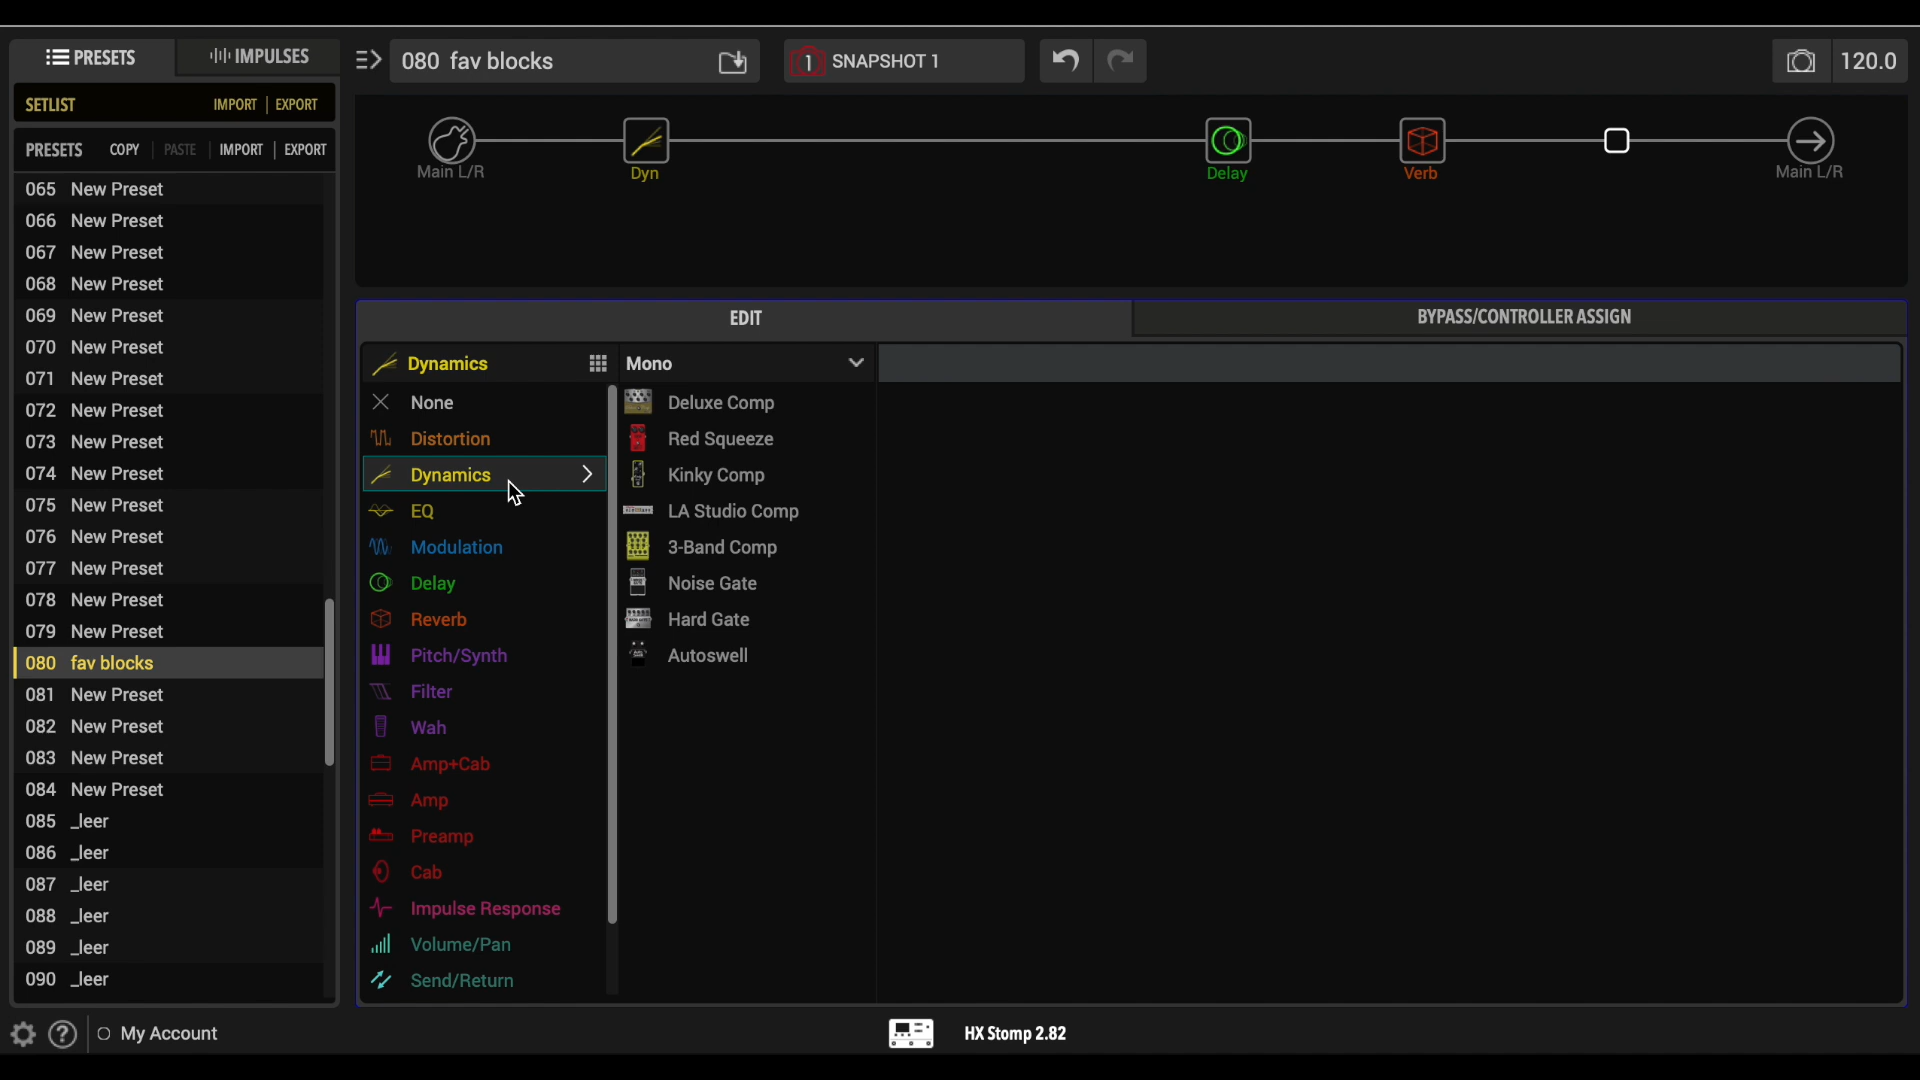 PRESETS
IMPULSES
080 fav blocks
1 SNAPSHOT 1
120.0
SETLIST IMPORT EXPORT
PRESETS COPY PASTE IMPORT EXPORT
065 New Preset
066 New Preset
067 New Preset
068 New Preset
069 New Preset
070 New Preset
071 New Preset
072 New Preset
073 New Preset
074 New Preset
075 New Preset
076 New Preset
077 New Preset
078 New Preset
079 New Preset
080 fav blocks
081 New Preset
082 New Preset
083 New Preset
084 New Preset
085 _leer
086 _leer
087 _leer
088 _leer
089 _leer
090 _leer
Main L/R
Dyn
Delay
Verb
Main L/R
EDIT
BYPASS/CONTROLLER ASSIGN
Dynamics
None
Distortion
Dynamics
EQ
Modulation
Delay
Reverb
Pitch/Synth
Filter
Wah
Amp+Cab
Amp
Preamp
Cab
Impulse Response
Volume/Pan
Send/Return
Mono
Deluxe Comp
Red Squeeze
Kinky Comp
LA Studio Comp
3-Band Comp
Noise Gate
Hard Gate
Autoswell
? My Account
HX Stomp 2.82